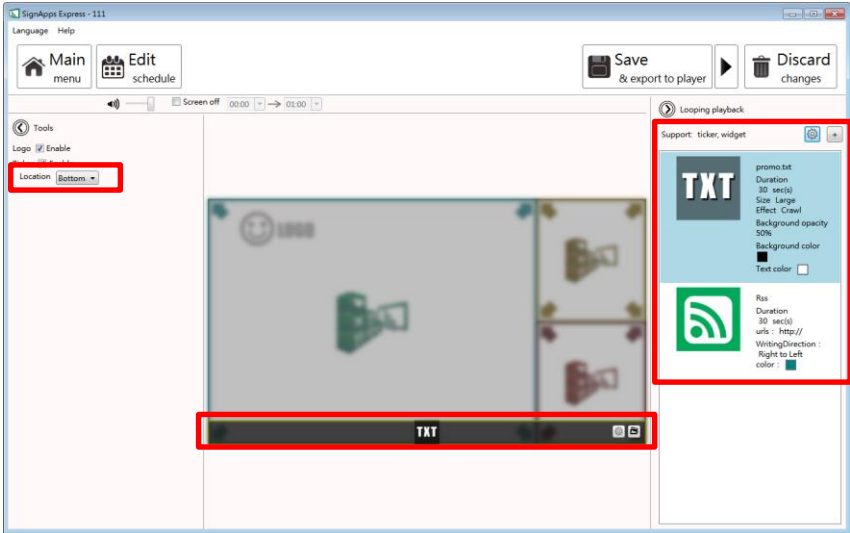 SignApps Express - 111
Language Help
Main
menu
Edit
schedule
Save
& export to player
Discard
changes
Screen off 00:00 01:00
Looping playback
Tools
Support: ticker, widget
Logo Enable
Location Bottom
promo.txt
TXT
Duration
30 sec(s)
Size Large
Effect Crawl
Background opacity
50%
Background color
Text color
LOGO
Rss
Duration
30 sec(s)
urls : http://
WritingDirection :
Right to Left
color :
TXT